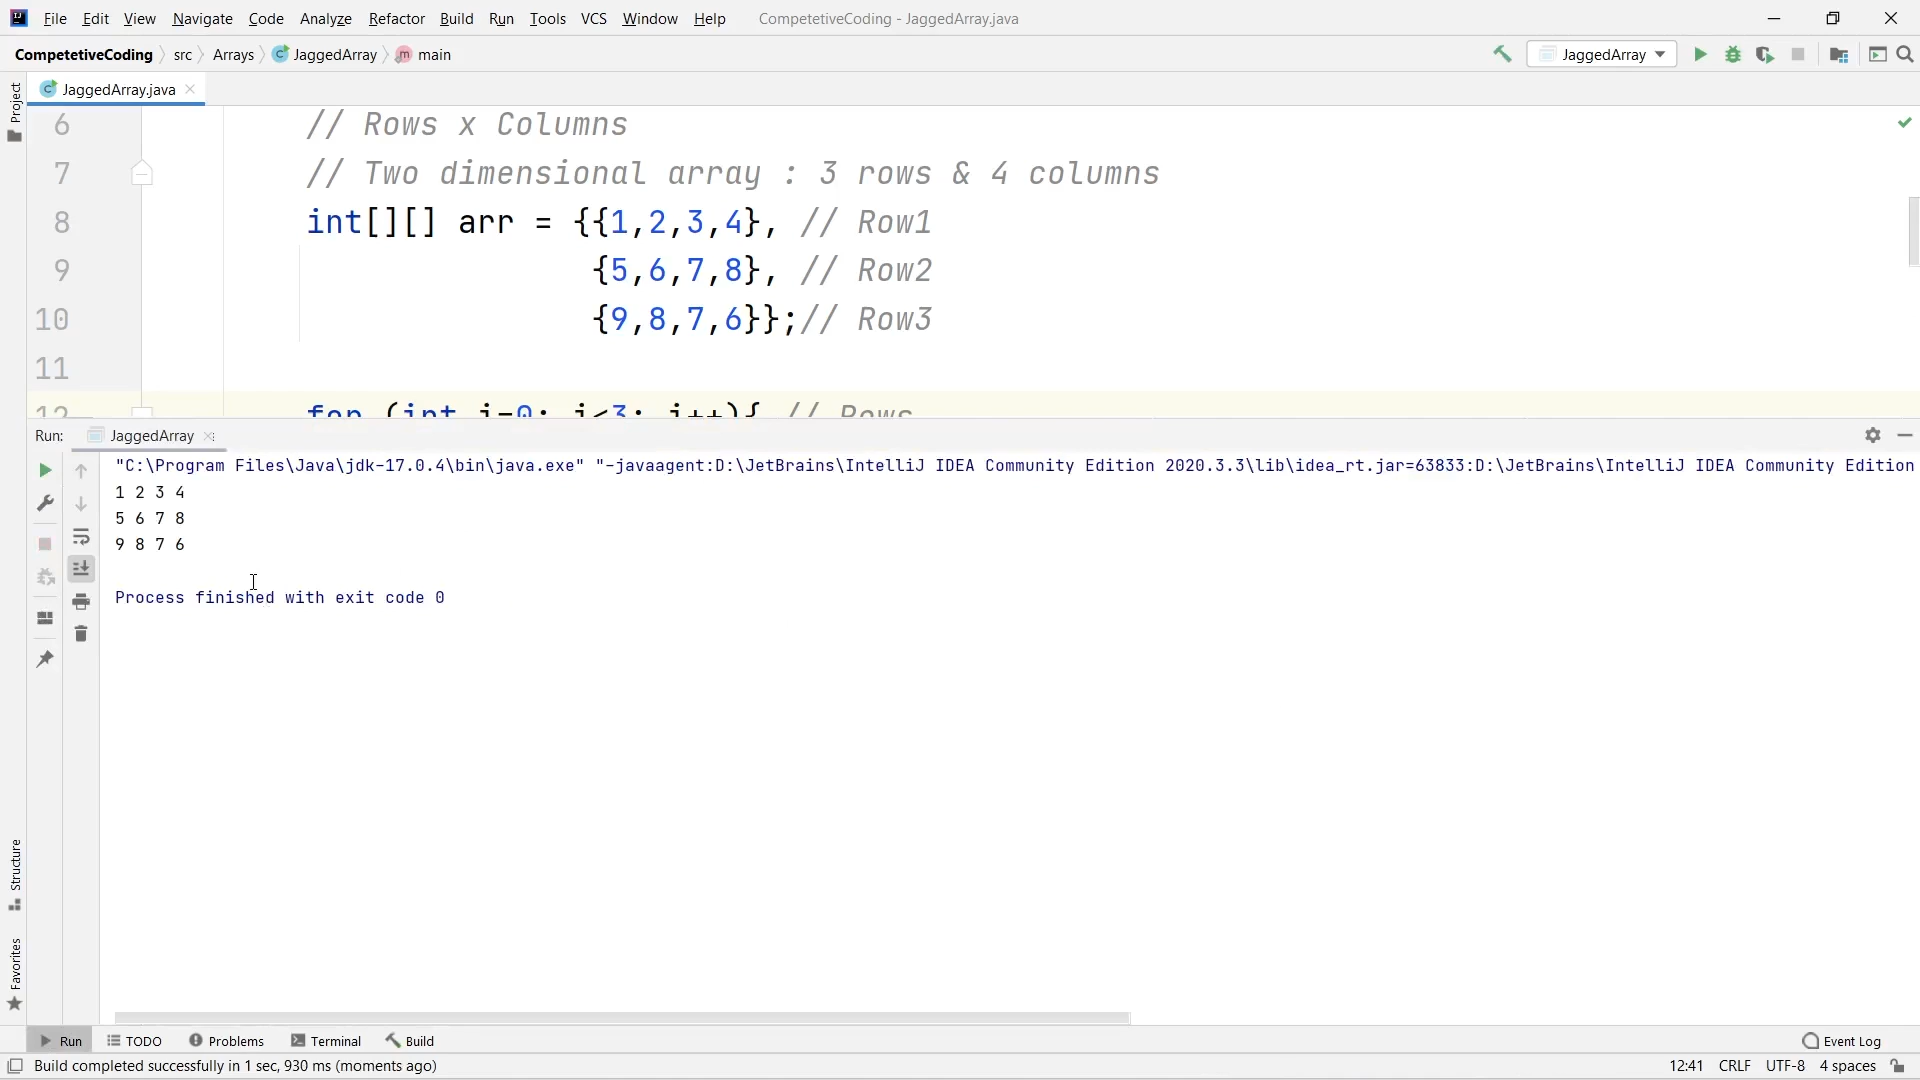 File Edit View Navigate Code Analyze Refactor Build Run Tools VCS Window Help CompetetiveCoding - JaggedArray.java
CompetetiveCoding src Arrays JaggedArray main JaggedArray
JaggedArray.java
Project
6 // Rows x Columns
7 // Two dimensional array : 3 rows & 4 columns
8 int[][] arr = {{1,2,3,4}, // Row1
9 {5,6,7,8}, // Row2
10 {9,8,7,6}};// Row3
11
12 for (int i=0; i<3; i++){ // Rows
Run: JaggedArray
"C:\Program Files\Java\jdk-17.0.4\bin\java.exe" "-javaagent:D:\JetBrains\IntelliJ IDEA Community Edition 2020.3.3\lib\idea_rt.jar=63833:D:\JetBrains\IntelliJ IDEA Community Edition
1 2 3 4
5 6 7 8
9 8 7 6
Process finished with exit code 0
Structure
Favorites
Run TODO Problems Terminal Build Event Log
Build completed successfully in 1 sec, 930 ms (moments ago) 12:41 CRLF UTF-8 4 spaces